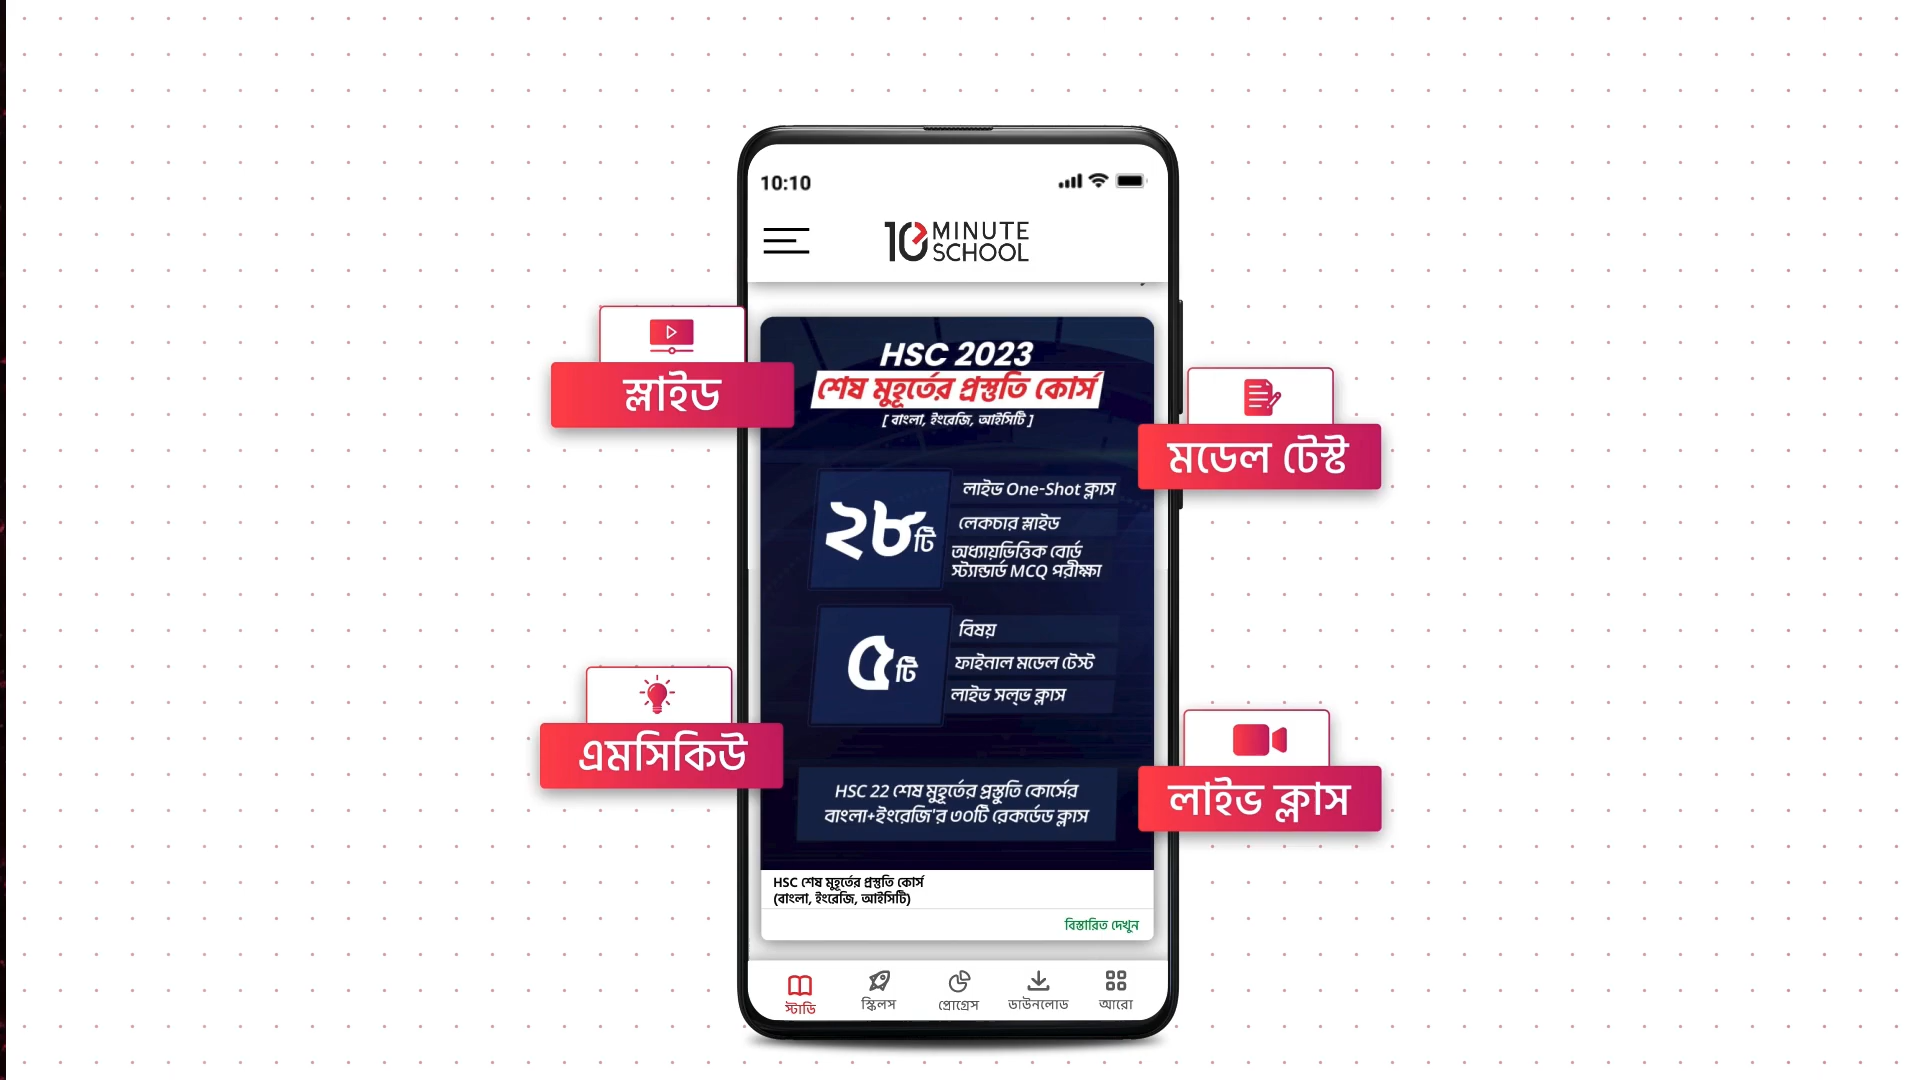 10:10
10 MINUTE
SCHOOL
স্লাইড
HSC 2023
শেষ মুহূর্তের প্রস্তুতি কোর্স
[ বাংলা, ইংরেজি, আইসিটি ]
মডেল টেস্ট
২৮টি
লাইভ One-Shot ক্লাস
লেকচার স্লাইড
অধ্যায়ভিত্তিক বোর্ড
স্ট্যান্ডার্ড MCQ পরীক্ষা
৫টি
বিষয়
ফাইনাল মডেল টেস্ট
লাইভ সল্‌ভ ক্লাস
এমসিকিউ
HSC 22 শেষ মুহূর্তের প্রস্তুতি কোর্সের
বাংলা+ইংরেজি'র ৩০টি রেকর্ডেড ক্লাস
লাইভ ক্লাস
HSC শেষ মুহূর্তের প্রস্তুতি কোর্স
(বাংলা, ইংরেজি, আইসিটি)
বিস্তারিত দেখুন
স্টাডি
স্কিলস
প্রোগ্রেস
ডাউনলোড
আরো